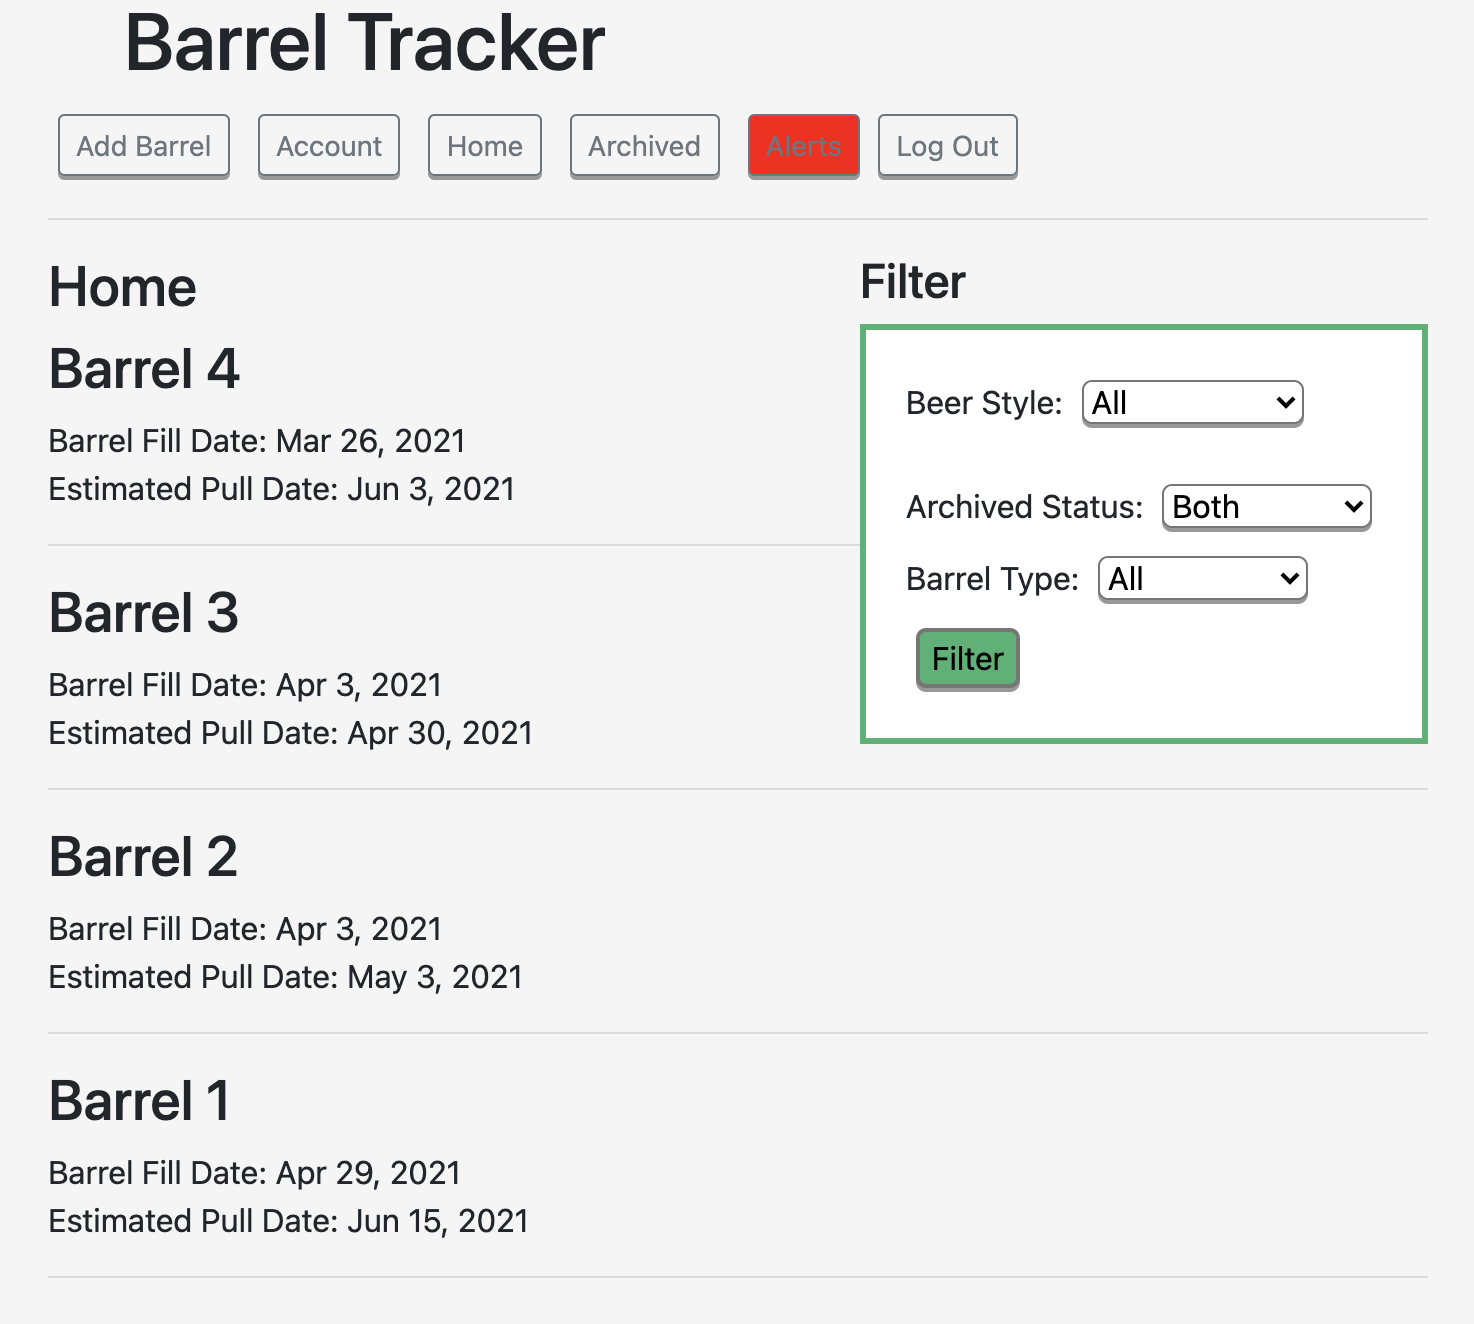 Barrel Tracker
Add Barrel Account Home Archived Alerts Log Out
Home
Barrel 4
Barrel Fill Date: Mar 26, 2021
Estimated Pull Date: Jun 3, 2021
Barrel 3
Barrel Fill Date: Apr 3, 2021
Estimated Pull Date: Apr 30, 2021
Barrel 2
Barrel Fill Date: Apr 3, 2021
Estimated Pull Date: May 3, 2021
Barrel 1
Barrel Fill Date: Apr 29, 2021
Estimated Pull Date: Jun 15, 2021
Filter
Beer Style: All
Archived Status: Both
Barrel Type: All
Filter